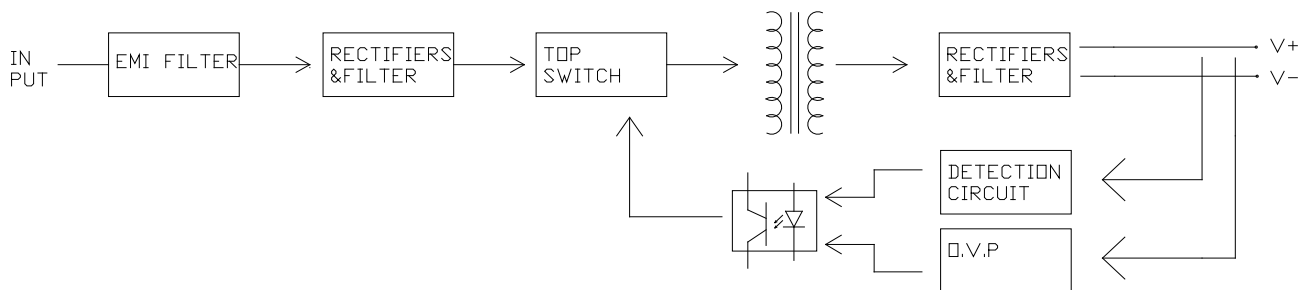 IN
PUT
EMI FILTER
RECTIFIERS
&FILTER
TOP
SWITCH
RECTIFIERS
&FILTER
V+
V-
DETECTION
CIRCUIT
O.V.P